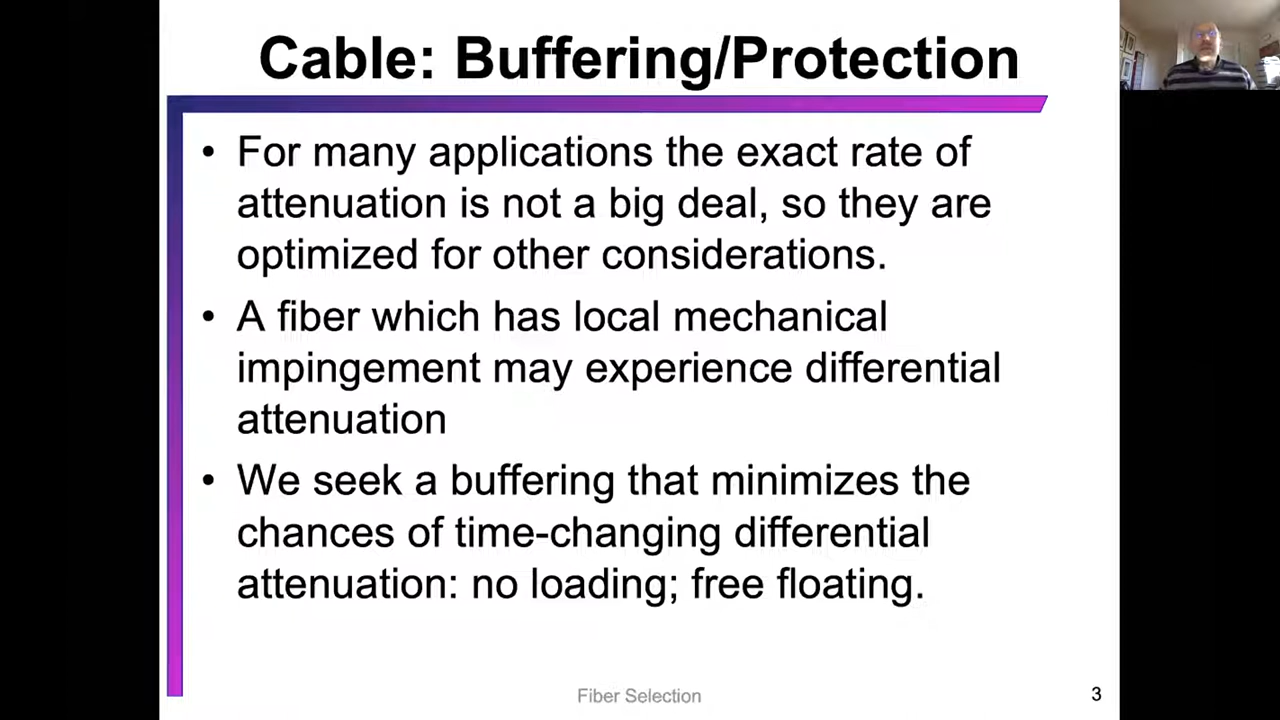 Cable: Buffering/Protection
• For many applications the exact rate of
attenuation is not a big deal, so they are
optimized for other considerations.
• A fiber which has local mechanical
impingement may experience differential
attenuation
• We seek a buffering that minimizes the
chances of time-changing differential
attenuation: no loading; free floating.
Fiber Selection
3